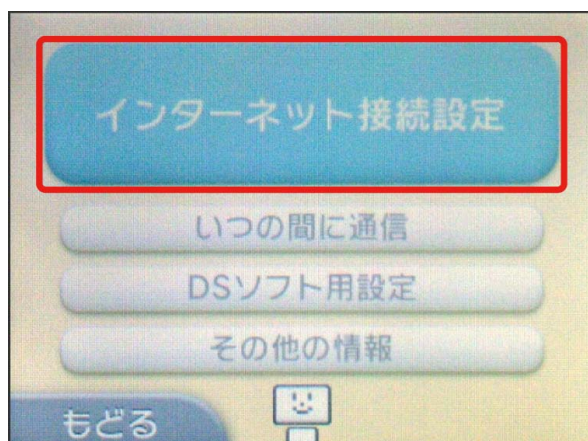 インターネット接続設定
いつの間に通信
DSソフト用設定
その他の情報
もどる